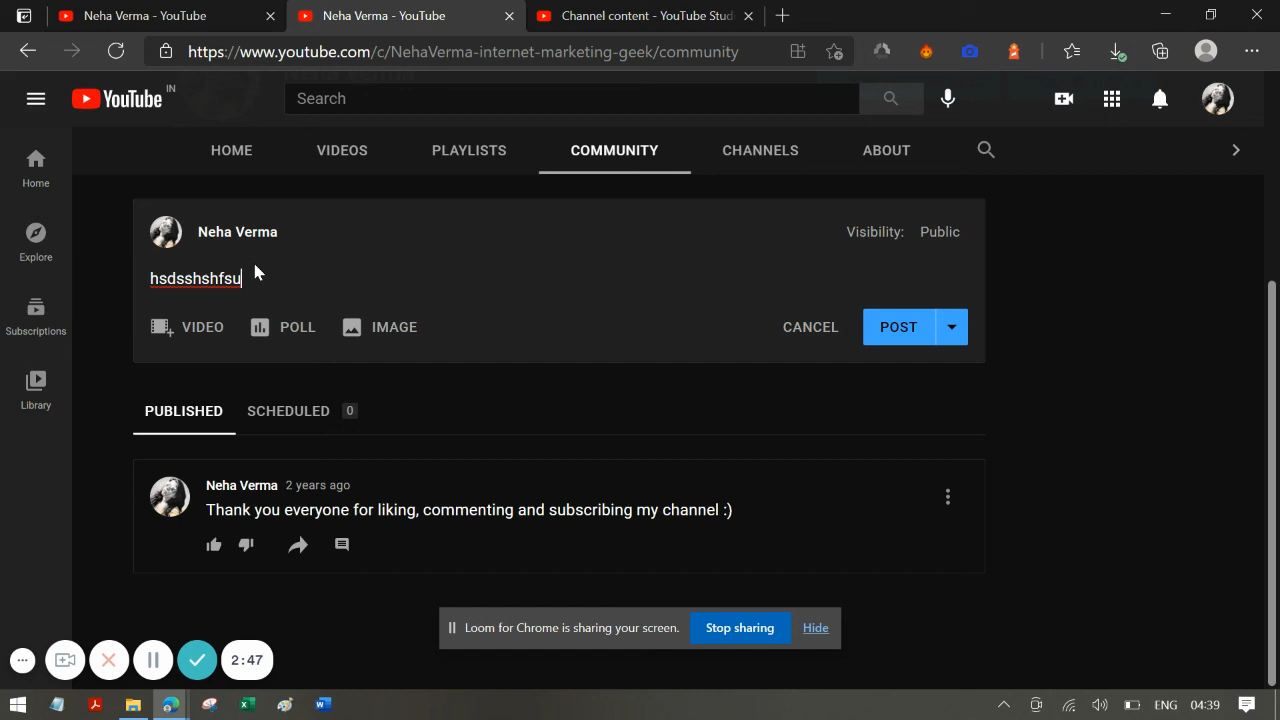 Neha Verma - YouTube
Neha Verma - YouTube
Channel content - YouTube Stud
https://www.youtube.com/c/NehaVerma-internet-marketing-geek/community
YouTube IN
Search
HOME VIDEOS PLAYLISTS COMMUNITY CHANNELS ABOUT
Home
Explore
Subscriptions
Library
Neha Verma
Visibility: Public
hsdsshshfsu
VIDEO POLL IMAGE CANCEL POST
PUBLISHED SCHEDULED 0
Neha Verma 2 years ago
Thank you everyone for liking, commenting and subscribing my channel :)
Loom for Chrome is sharing your screen. Stop sharing Hide
2:47
ENG 04:39